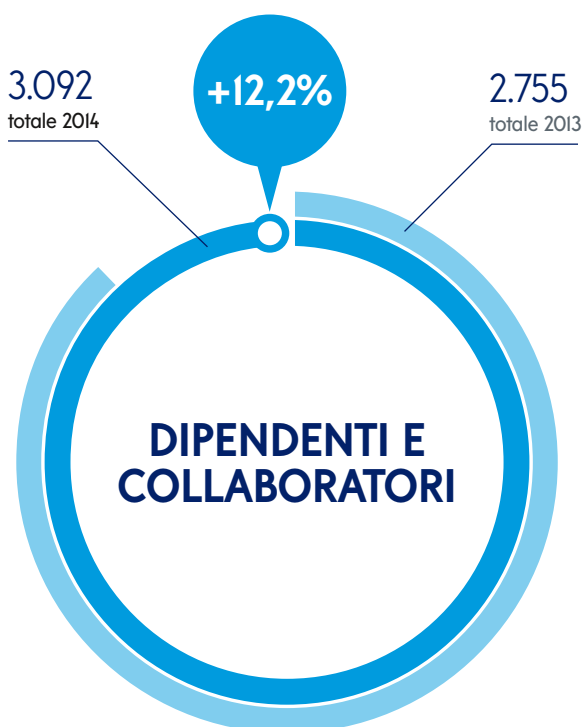 3.092
totale 2014
+12,2%
2.755
totale 2013
DIPENDENTI E
COLLABORATORI